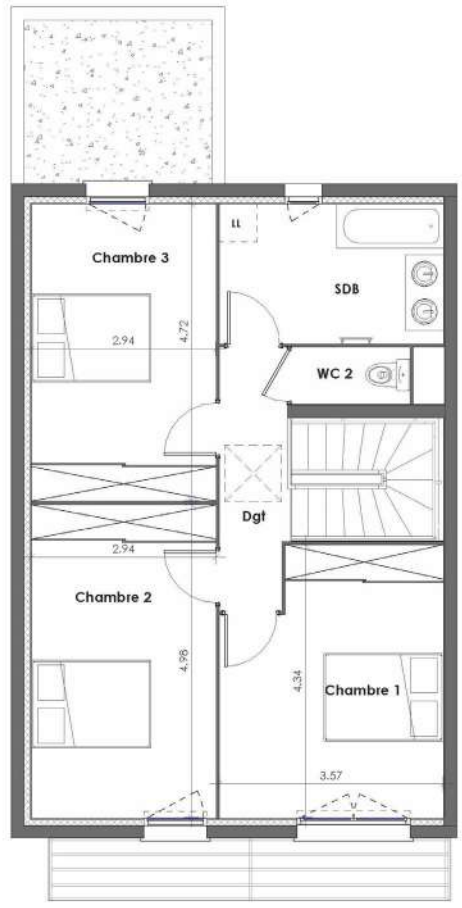 LL
Chambre 3
SDB
2.94
4.72
WC 2
Dgt
2.94
Chambre 2
4.98
4.34
Chambre 1
3.57